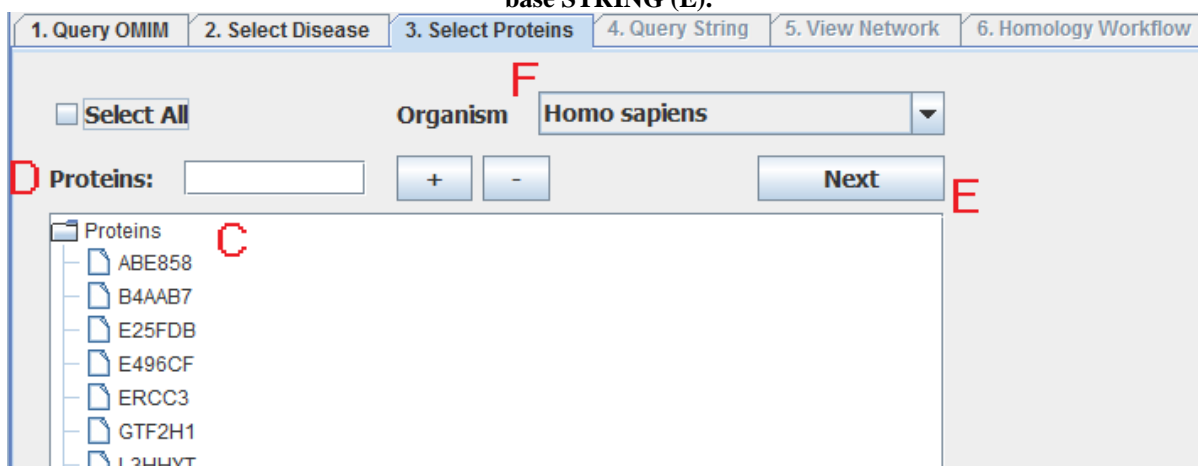 base STRING (E).
1. Query OMIM 2. Select Disease 3. Select Proteins 4. Query String 5. View Network 6. Homology Workflow
F
Select All Organism Homo sapiens
D Proteins: + - Next E
Proteins C
ABE858
B4AAB7
E25FDB
E496CF
ERCC3
GTF2H1